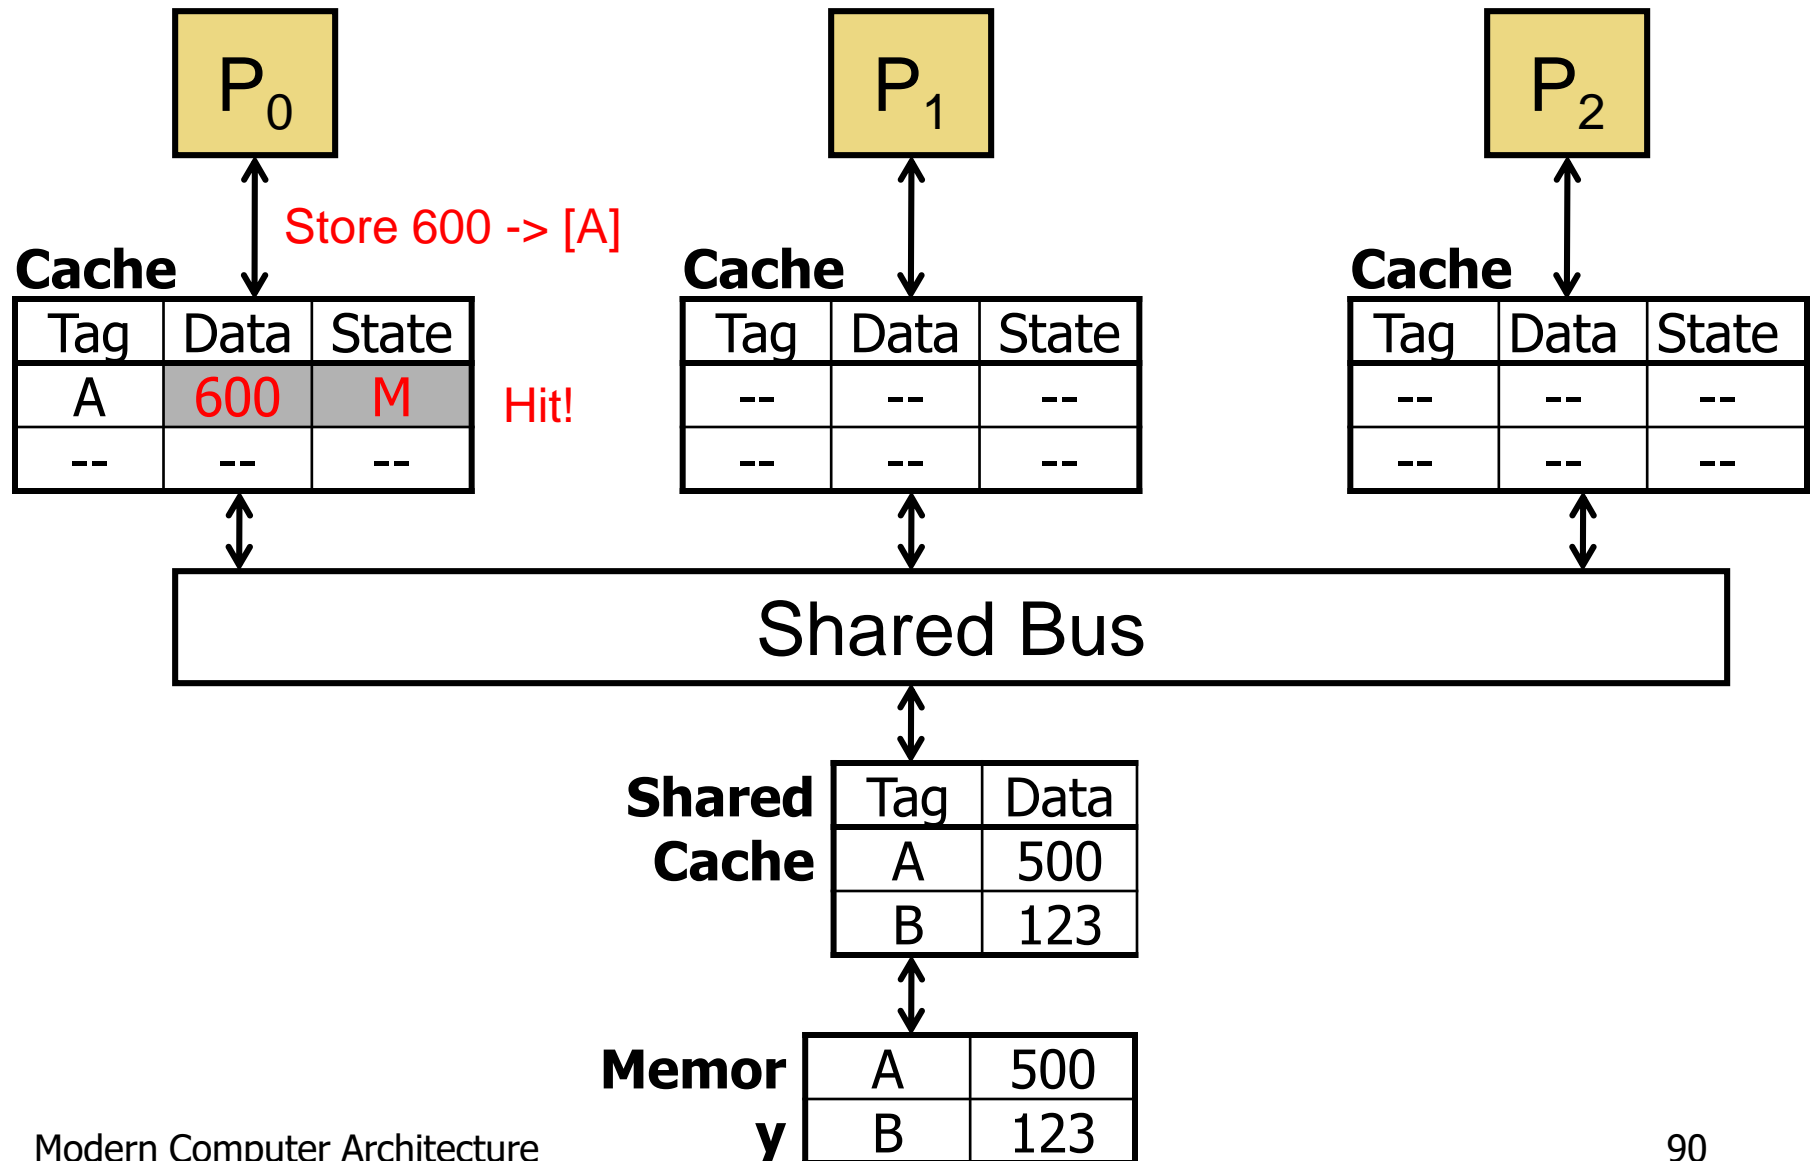 P0 P1 P2
Store 600 -> [A]
Cache Cache Cache
Tag Data State Tag Data State Tag Data State
A 600 M Hit! -- -- -- -- -- --
-- -- -- -- -- -- -- -- --
Shared Bus
Shared Tag Data
Cache A 500
B 123
Memor A 500
y B 123
Modern Computer Architecture 90